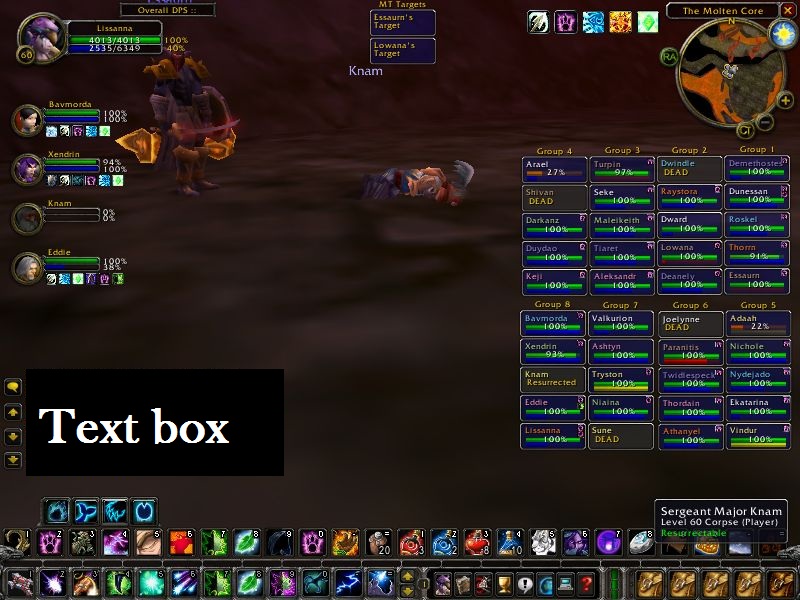 Overall DPS ::
Lissanna
4013/4013 100%
2535/6349 40%
60
MT Targets
Essaurn's
Target
Lowana's
Target
The Molten Core
N
RA
CT
Knam
Bavmorda
100%
100%
Xendrin
94%
100%
Knam
0%
0%
Eddie
100%
38%
Group 4
Arael
27%
Shivan
DEAD
Darkanz
100%
Duydao
100%
Keji
100%
Group 3
Turpin
97%
Seke
100%
Maleikeith
100%
Tiaret
100%
Aleksandr
100%
Group 2
Dwindle
DEAD
Raystora
100%
Dward
100%
Lowana
100%
Deanely
100%
Group 1
Demethostes
100%
Dunessan
100%
Roskel
100%
Thorrn
91%
Essaurn
100%
Group 8
Bavmorda
100%
Xendrin
93%
Knam
Resurrected
Eddie
100%
Lissanna
100%
Group 7
Valkurion
100%
Ashtyn
100%
Tryston
100%
Niaina
100%
Sune
DEAD
Group 6
Joelynne
DEAD
Paranitis
100%
Twidlespeck
100%
Thordain
100%
Athanyel
100%
Group 5
Adaah
22%
Nichole
100%
Nydejado
100%
Ekatarina
100%
Vindur
100%
Text box
Sergeant Major Knam
Level 60 Corpse (Player)
Resurrectable